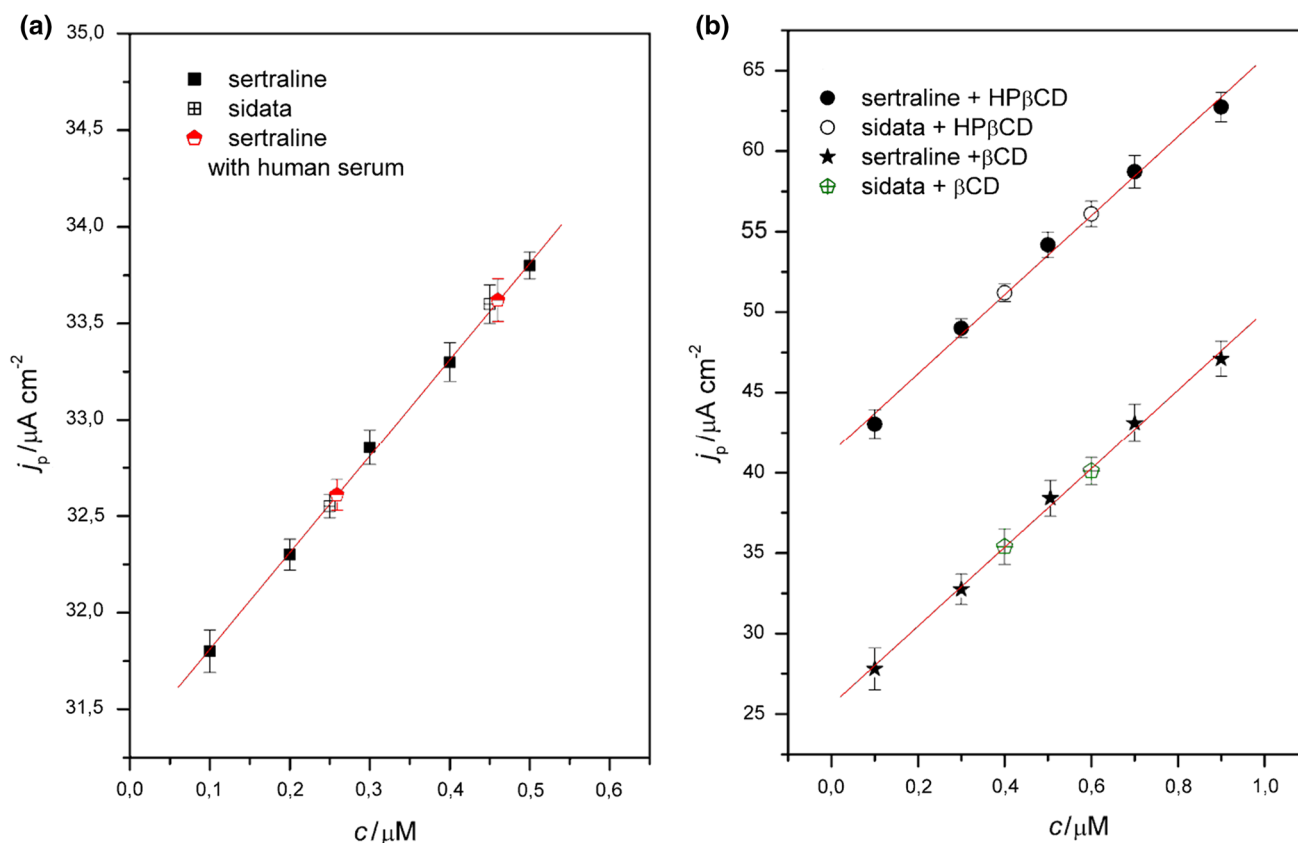 (a)
35,0
34,5
34,0
33,5
33,0
32,5
32,0
31,5
j_p/μA cm⁻²
sertraline
sidata
sertraline
with human serum
0,0 0,1 0,2 0,3 0,4 0,5 0,6
c/μM
(b)
65
60
55
50
45
40
35
30
25
j_p/μA cm⁻²
sertraline + HPβCD
sidata + HPβCD
sertraline +βCD
sidata + βCD
0,0 0,2 0,4 0,6 0,8 1,0
c/μM